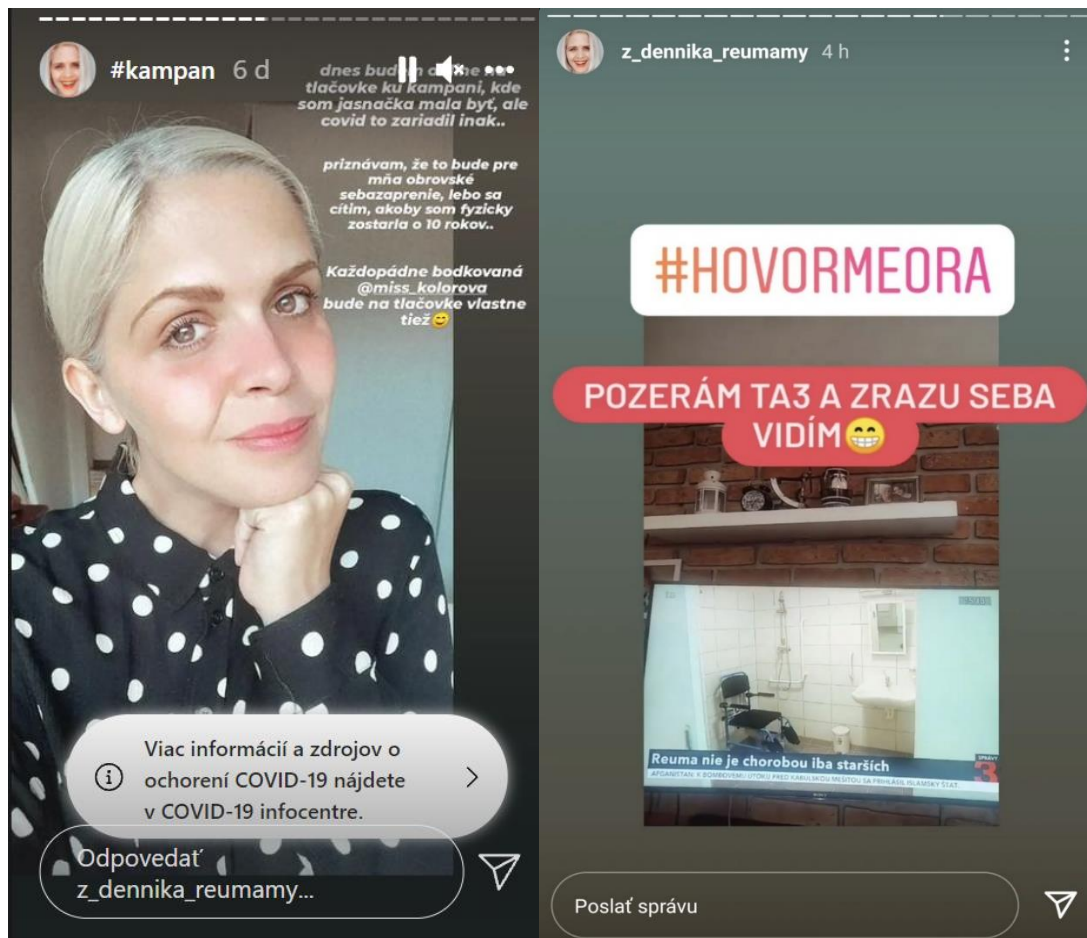 #kampan 6 d
dnes budem online na
tlačovke ku kampani, kde
som jasnačka mala byť, ale
covid to zariadil inak..
priznávam, že to bude pre
mňa obrovské
sebazaprenie, lebo sa
cítim, akoby som fyzicky
zostarla o 10 rokov..
Každopádne bodkovaná
@miss_kolorova
bude na tlačovke vlastne
tiež😊
Viac informácií a zdrojov o
ochorení COVID-19 nájdete
v COVID-19 infocentre.
Odpovedať
z_dennika_reumamy...
z_dennika_reumamy 4 h
#HOVORMEORA
POZERÁM TA3 A ZRAZU SEBA
VIDÍM😁
Reuma nie je chorobou iba starších
SPRÁVY
3
AFGANISTAN: K BOMBOVÉMU ÚTOKU PRED KÁBULSKOU MEŠITOU SA PRIHLÁSIL ISLAMSKÝ ŠTÁT.
Poslať správu